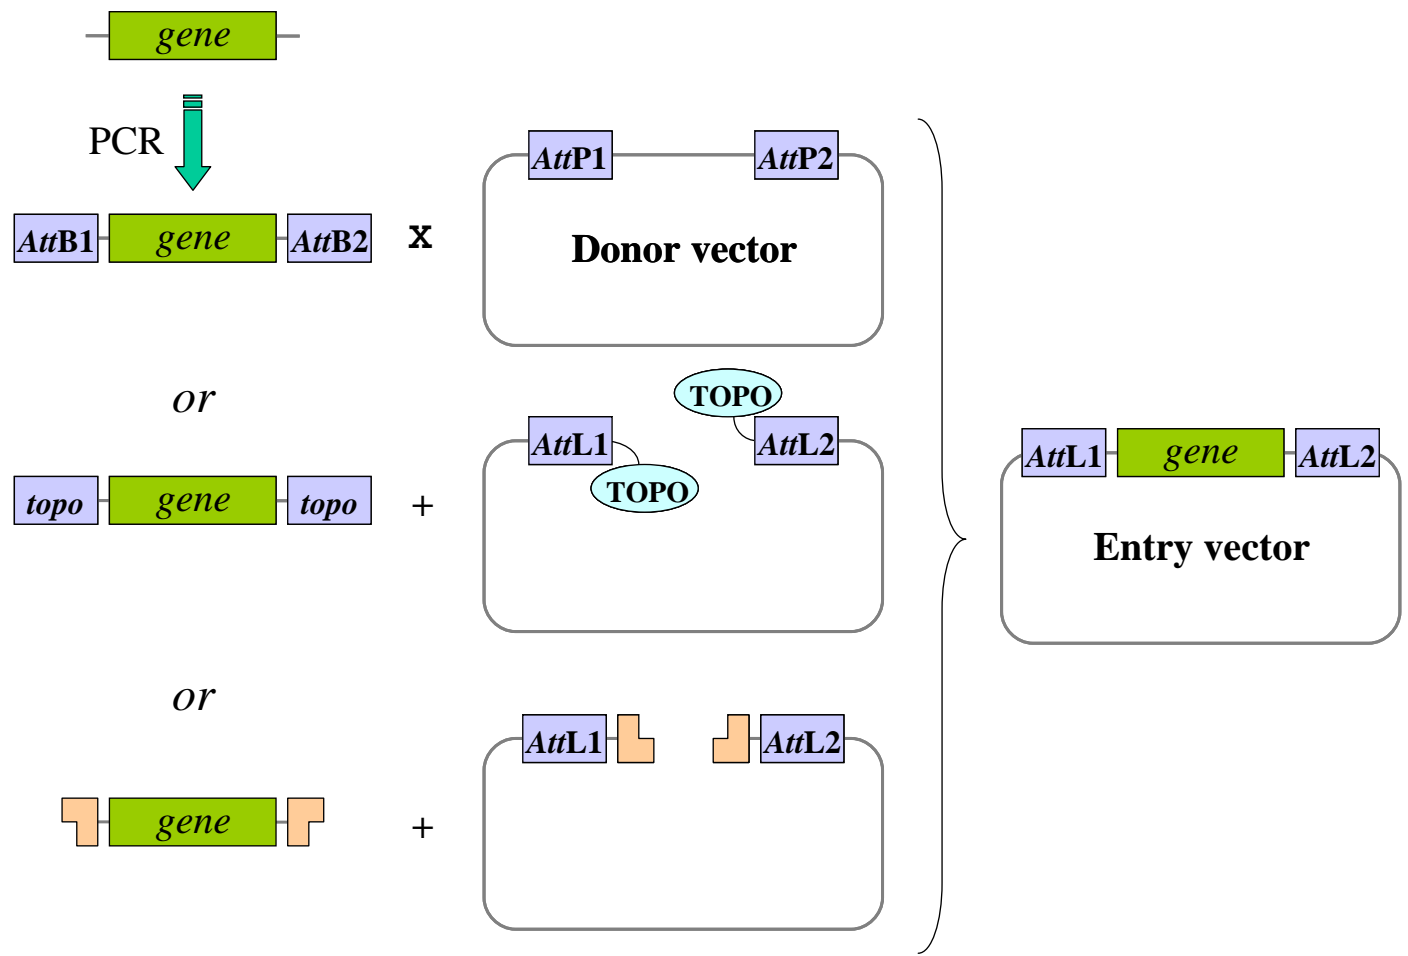 gene
PCR
AttB1 gene AttB2 x
AttP1 AttP2
Donor vector
or
topo gene topo +
AttL1 TOPO TOPO AttL2
or
gene +
AttL1 AttL2
AttL1 gene AttL2
Entry vector